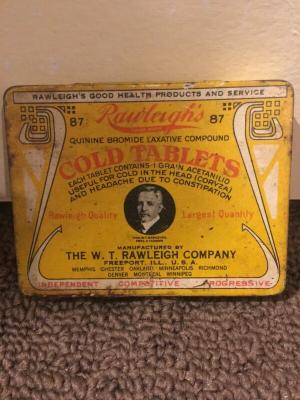 RAWLEIGH'S GOOD HEALTH PRODUCTS AND SERVICE
Rawleigh's
87 87
QUININE BROMIDE LAXATIVE COMPOUND
COLD TABLETS
EACH TABLET CONTAINS 1 GRAIN ACETANILID
USEFUL FOR COLD IN THE HEAD (CORYZA)
AND HEADACHE DUE TO CONSTIPATION
Rawleigh Quality Largest Quantity
MANUFACTURED BY
THE W. T. RAWLEIGH COMPANY
FREEPORT, ILL., U.S.A.
MEMPHIS CHESTER OAKLAND MINNEAPOLIS RICHMOND
DENVER MONTREAL WINNIPEG
INDEPENDENT COMPETITIVE PROGRESSIVE